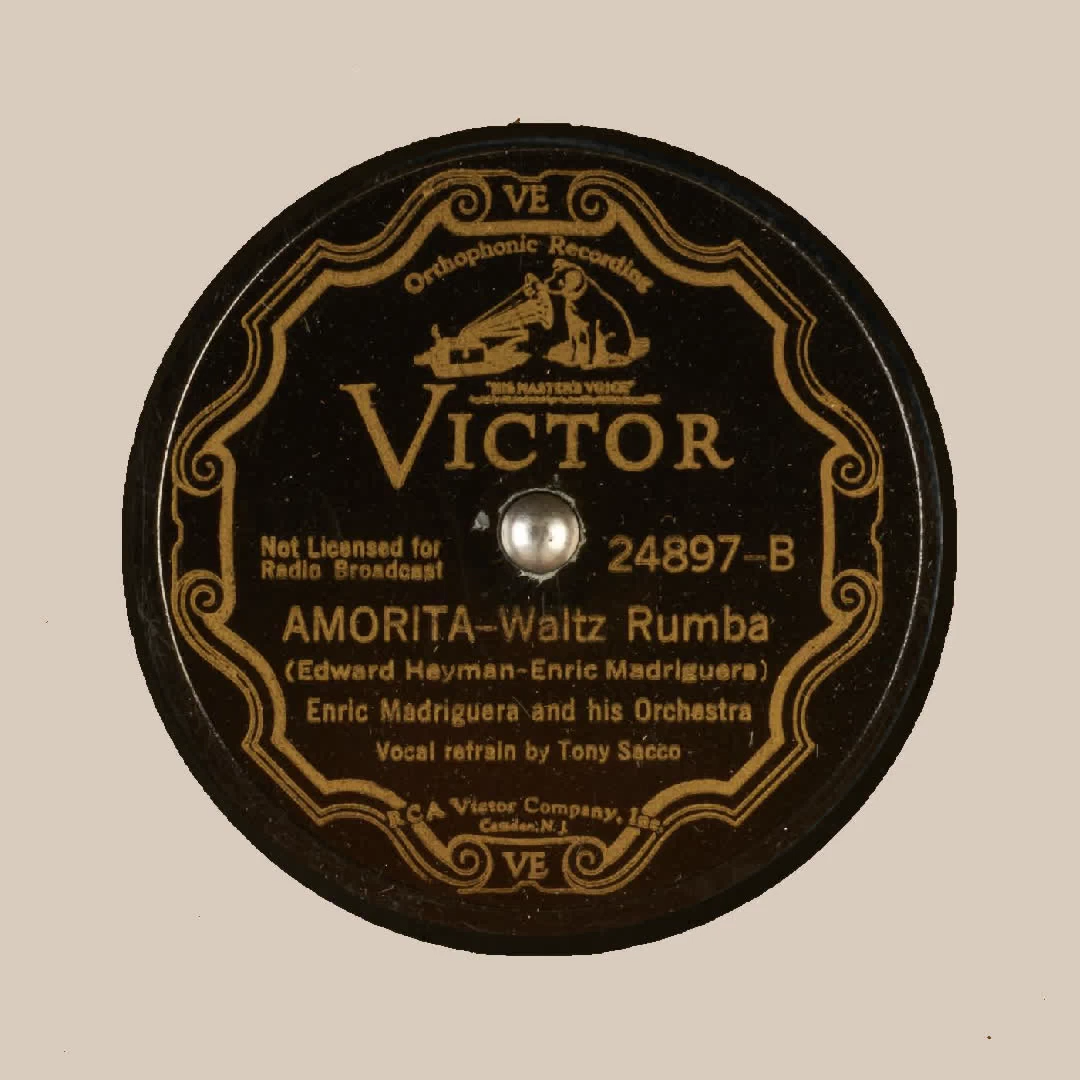 VE
Orthophonic Recording
"HIS MASTER'S VOICE"
VICTOR
Not Licensed for
Radio Broadcast
24897-B
AMORITA-Waltz Rumba
(Edward Heyman-Enric Madriguera)
Enric Madriguera and his Orchestra
Vocal refrain by Tony Sacco
RCA Victor Company, Inc.
Camden, N.J.
VE